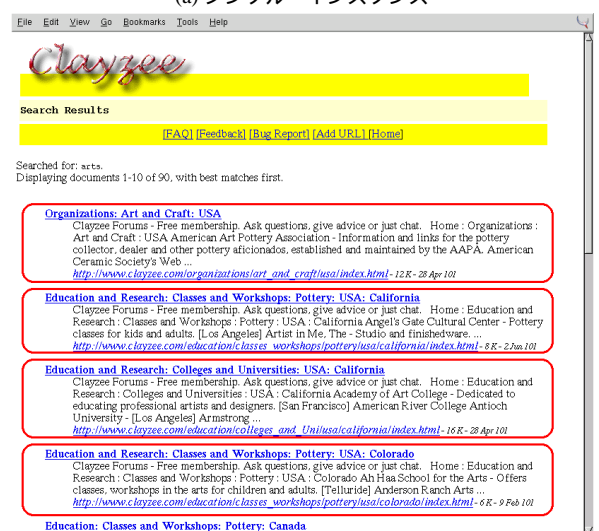 (a) シングル・インスタンス
File Edit View Go Bookmarks Tools Help
Clayzee
Search Results
[FAQ] [Feedback] [Bug Report] [Add URL] [Home]
Searched for: arts.
Displaying documents 1-10 of 90, with best matches first.
Organizations: Art and Craft: USA
Clayzee Forums - Free membership. Ask questions, give advice or just chat. Home : Organizations :
Art and Craft : USA American Art Pottery Association - Information and links for the pottery
collector, dealer and other pottery aficionados, established and maintained by the AAPA. American
Ceramic Society's Web ...
http://www.clayzee.com/organizations/art_and_craft/usa/index.html - 12 K - 28 Apr 101
Education and Research: Classes and Workshops: Pottery: USA: California
Clayzee Forums - Free membership. Ask questions, give advice or just chat. Home : Education and
Research : Classes and Workshops : Pottery : USA : California Angel's Gate Cultural Center - Pottery
classes for kids and adults. [Los Angeles] Artist in Me, The - Studio and finishedware. ...
http://www.clayzee.com/education/classes_workshops/pottery/usa/california/index.html - 8 K - 2 Jun 101
Education and Research: Colleges and Universities: USA: California
Clayzee Forums - Free membership. Ask questions, give advice or just chat. Home : Education and
Research : Colleges and Universities : USA : California Academy of Art College - Dedicated to
educating professional artists and designers. [San Francisco] American River College Antioch
University - [Los Angeles] Armstrong ...
http://www.clayzee.com/education/colleges_and_Uni/usa/california/index.html - 16 K - 28 Apr 101
Education and Research: Classes and Workshops: Pottery: USA: Colorado
Clayzee Forums - Free membership. Ask questions, give advice or just chat. Home : Education and
Research : Classes and Workshops : Pottery : USA : Colorado Ah Haa School for the Arts - Offers
classes, workshops in the arts for children and adults. [Telluride] Anderson Ranch Arts ...
http://www.clayzee.com/education/classes_workshops/pottery/usa/colorado/index.html - 6 K - 9 Feb 101
Education: Classes and Workshops: Pottery: Canada